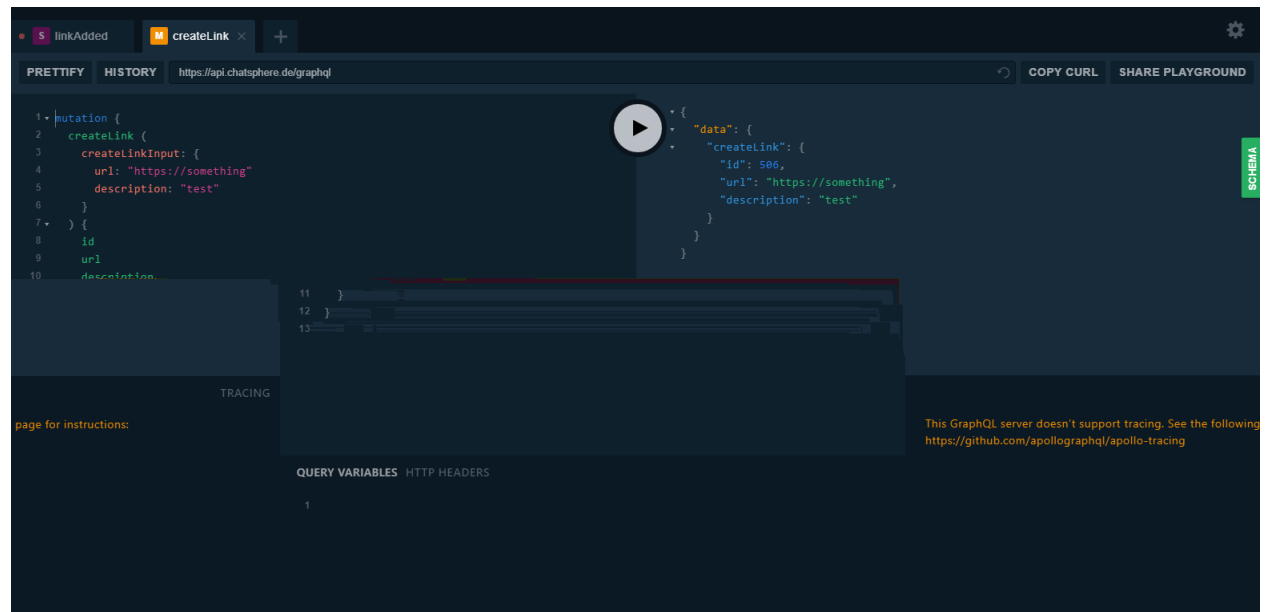 S linkAdded M createLink × +
PRETTIFY HISTORY https://api.chatsphere.de/graphql COPY CURL SHARE PLAYGROUND
1 mutation {
2 createLink (
3 createLinkInput: {
4 url: "https://something"
5 description: "test"
6 }
7 ) {
8 id
9 url
10 description
11 }
12 }
13
{
"data": {
"createLink": {
"id": 506,
"url": "https://something",
"description": "test"
}
}
}
SCHEMA
TRACING
page for instructions:
This GraphQL server doesn't support tracing. See the following
https://github.com/apollographql/apollo-tracing
QUERY VARIABLES HTTP HEADERS
1